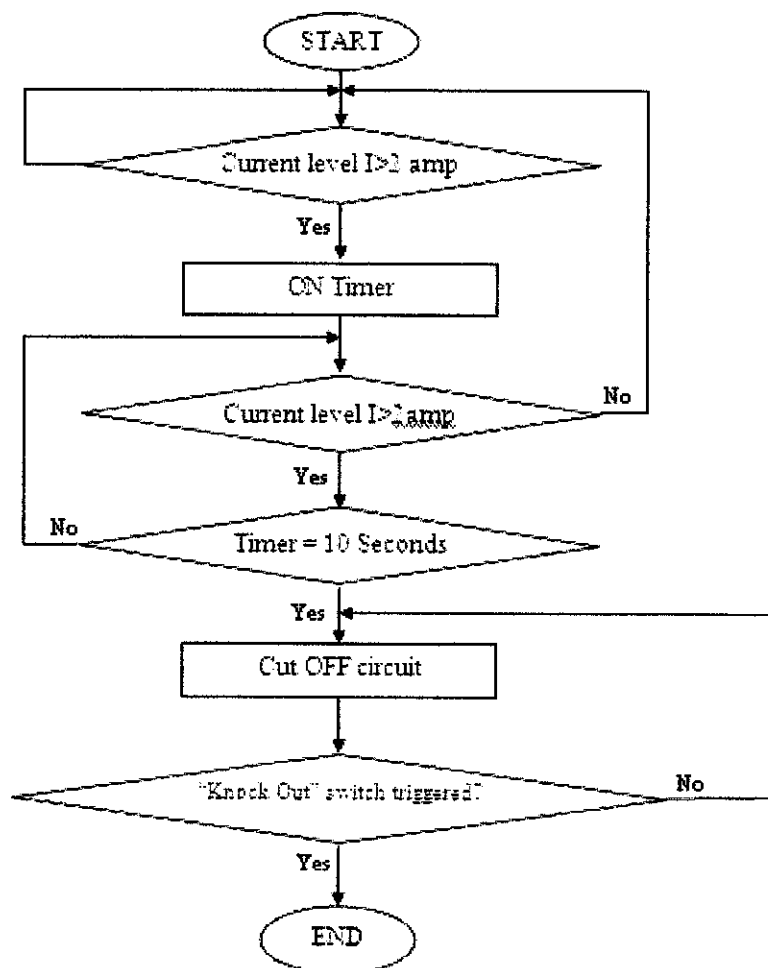 START
Current level I>2 amp
Yes
ON Timer
Current level I>2 amp
No
Yes
No
Timer = 10 Seconds
Yes
Cut OFF circuit
"Knock Out" switch triggered?
No
Yes
END